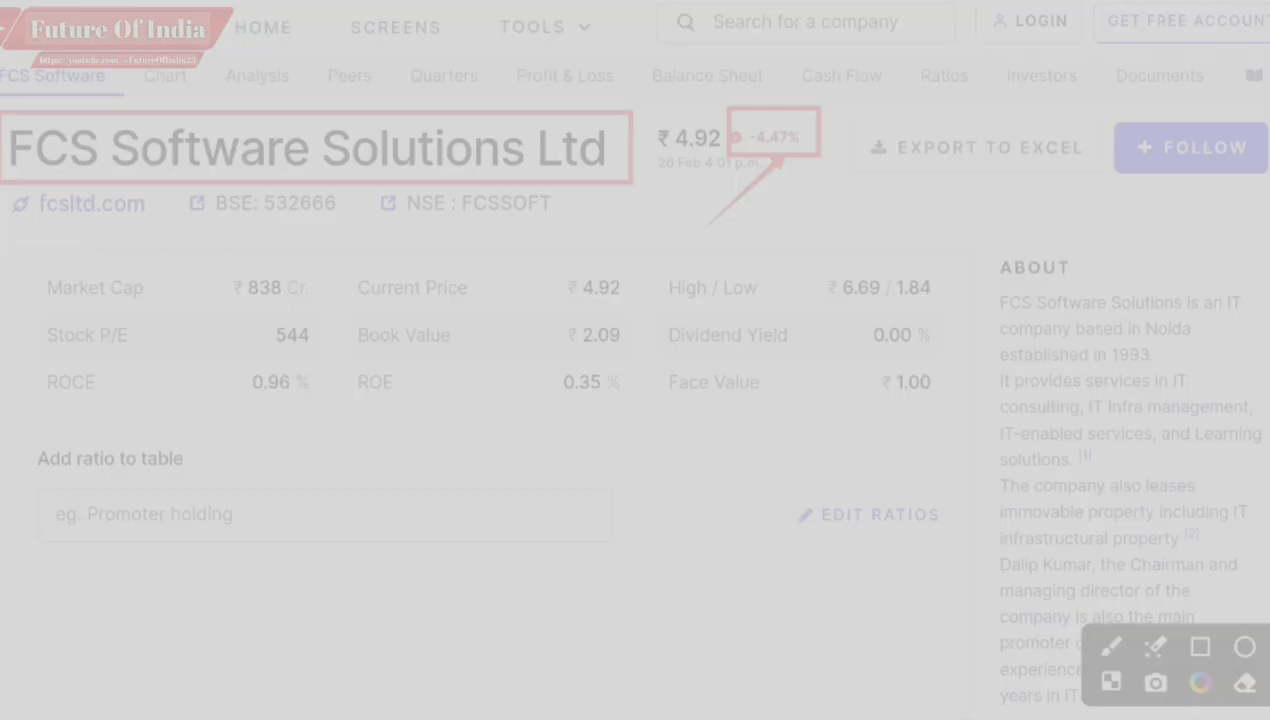 Future Of India
HOME
SCREENS
TOOLS
Search for a company
LOGIN
GET FREE ACCOUNT
FCS Software
Chart
Analysis
Peers
Quarters
Profit & Loss
Balance Sheet
Cash Flow
Ratios
Investors
Documents
FCS Software Solutions Ltd
₹ 4.92
-4.47%
4:01 p.m.
EXPORT TO EXCEL
FOLLOW
fcsltd.com
BSE: 532666
NSE : FCSSOFT
Market Cap ₹ 838 Cr.
Current Price ₹ 4.92
High / Low ₹ 6.69 / 1.84
Stock P/E 544
Book Value ₹ 2.09
Dividend Yield 0.00 %
ROCE 0.96 %
ROE 0.35 %
Face Value ₹ 1.00
Add ratio to table
eg. Promoter holding
EDIT RATIOS
ABOUT
FCS Software Solutions is an IT
company based in Noida
established in 1993.
It provides services in IT
consulting, IT Infra management,
IT-enabled services, and Learning
solutions. [1]
The company also leases
immovable property including IT
infrastructural property [2]
Dalip Kumar, the Chairman and
managing director of the
company is also the main
promoter
experience
years in IT